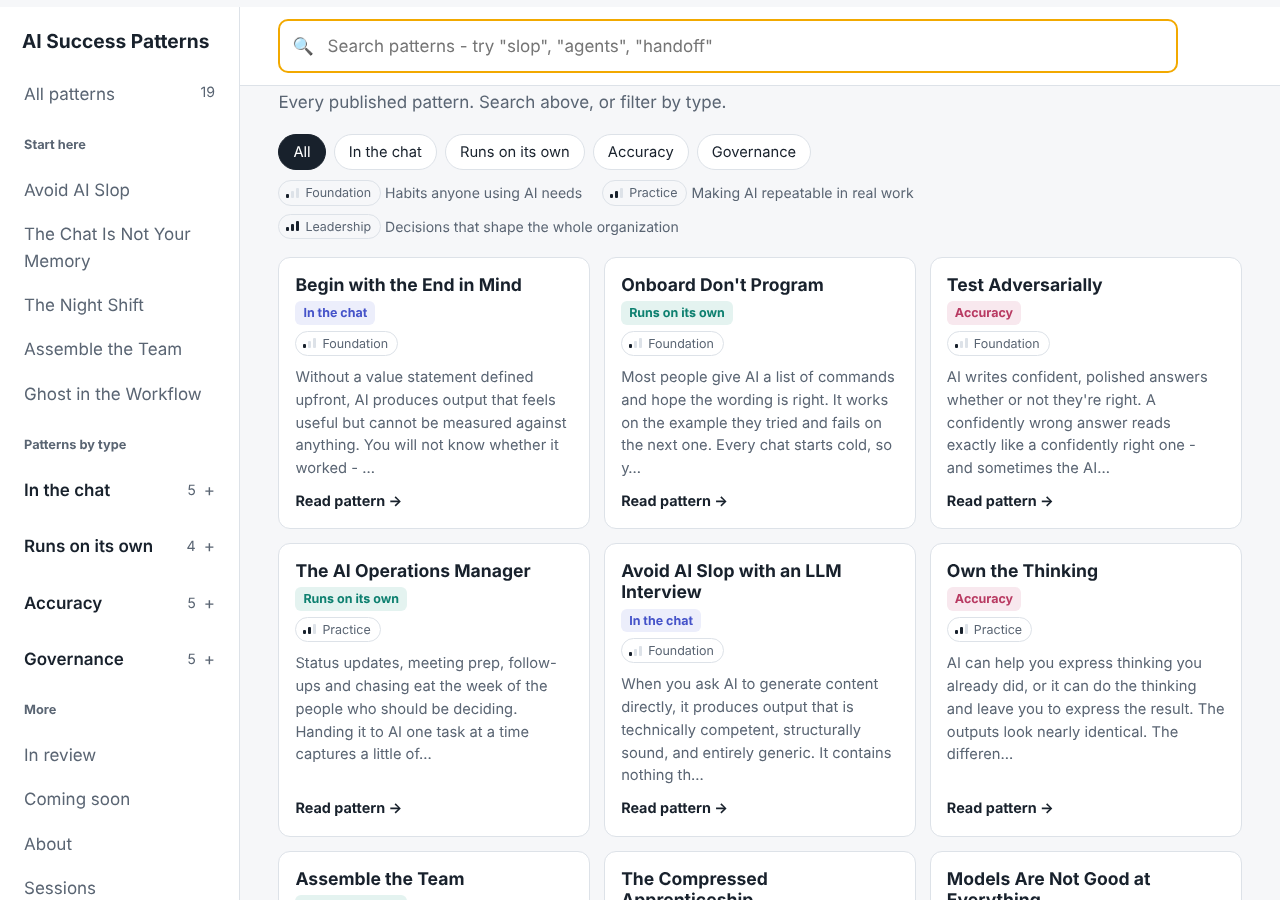 AI Success Patterns
All patterns 19
Start here
Avoid AI Slop
The Chat Is Not Your
Memory
The Night Shift
Assemble the Team
Ghost in the Workflow
Patterns by type
In the chat 5 +
Runs on its own 4 +
Accuracy 5 +
Governance 5 +
More
In review
Coming soon
About
Sessions
Search patterns - try "slop", "agents", "handoff"
Every published pattern. Search above, or filter by type.
All In the chat Runs on its own Accuracy Governance
Foundation Habits anyone using AI needs Practice Making AI repeatable in real work
Leadership Decisions that shape the whole organization
Begin with the End in Mind
In the chat
Foundation
Without a value statement defined
upfront, AI produces output that feels
useful but cannot be measured against
anything. You will not know whether it
worked - ...
Read pattern →
Onboard Don't Program
Runs on its own
Foundation
Most people give AI a list of commands
and hope the wording is right. It works
on the example they tried and fails on
the next one. Every chat starts cold, so
y...
Read pattern →
Test Adversarially
Accuracy
Foundation
AI writes confident, polished answers
whether or not they're right. A
confidently wrong answer reads
exactly like a confidently right one -
and sometimes the AI...
Read pattern →
The AI Operations Manager
Runs on its own
Practice
Status updates, meeting prep, follow-
ups and chasing eat the week of the
people who should be deciding.
Handing it to AI one task at a time
captures a little of...
Read pattern →
Avoid AI Slop with an LLM
Interview
In the chat
Foundation
When you ask AI to generate content
directly, it produces output that is
technically competent, structurally
sound, and entirely generic. It contains
nothing th...
Read pattern →
Own the Thinking
Accuracy
Practice
AI can help you express thinking you
already did, or it can do the thinking
and leave you to express the result. The
outputs look nearly identical. The
differen...
Read pattern →
Assemble the Team
The Compressed
Apprenticeship
Models Are Not Good at
Everything